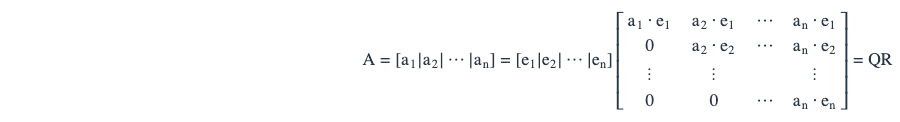 A = [a₁|a₂| ⋯ |aₙ] = [e₁|e₂| ⋯ |eₙ] [a₁ · e₁ a₂ · e₁ ⋯ aₙ · e₁
0 a₂ · e₂ ⋯ aₙ · e₂
⋮ ⋮ ⋮
0 0 ⋯ aₙ · eₙ] = QR